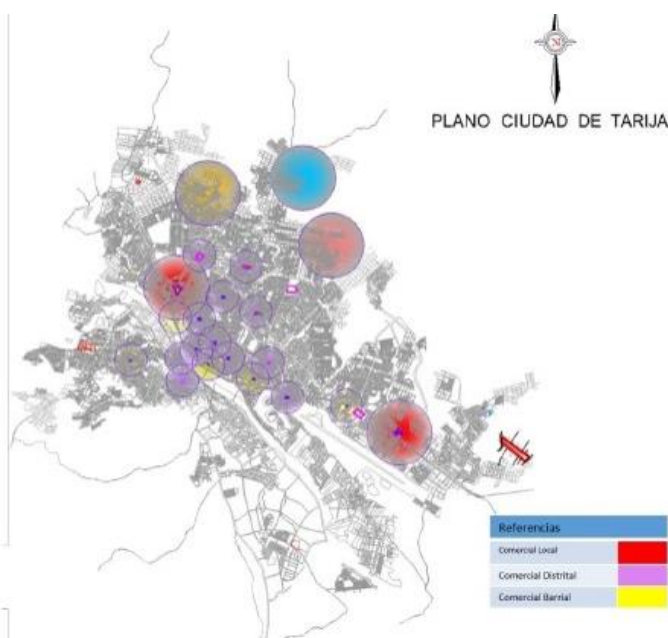 N
PLANO CIUDAD DE TARIJA
Referencias
Comercial Local
Comercial Distrital
Comercial Barrial